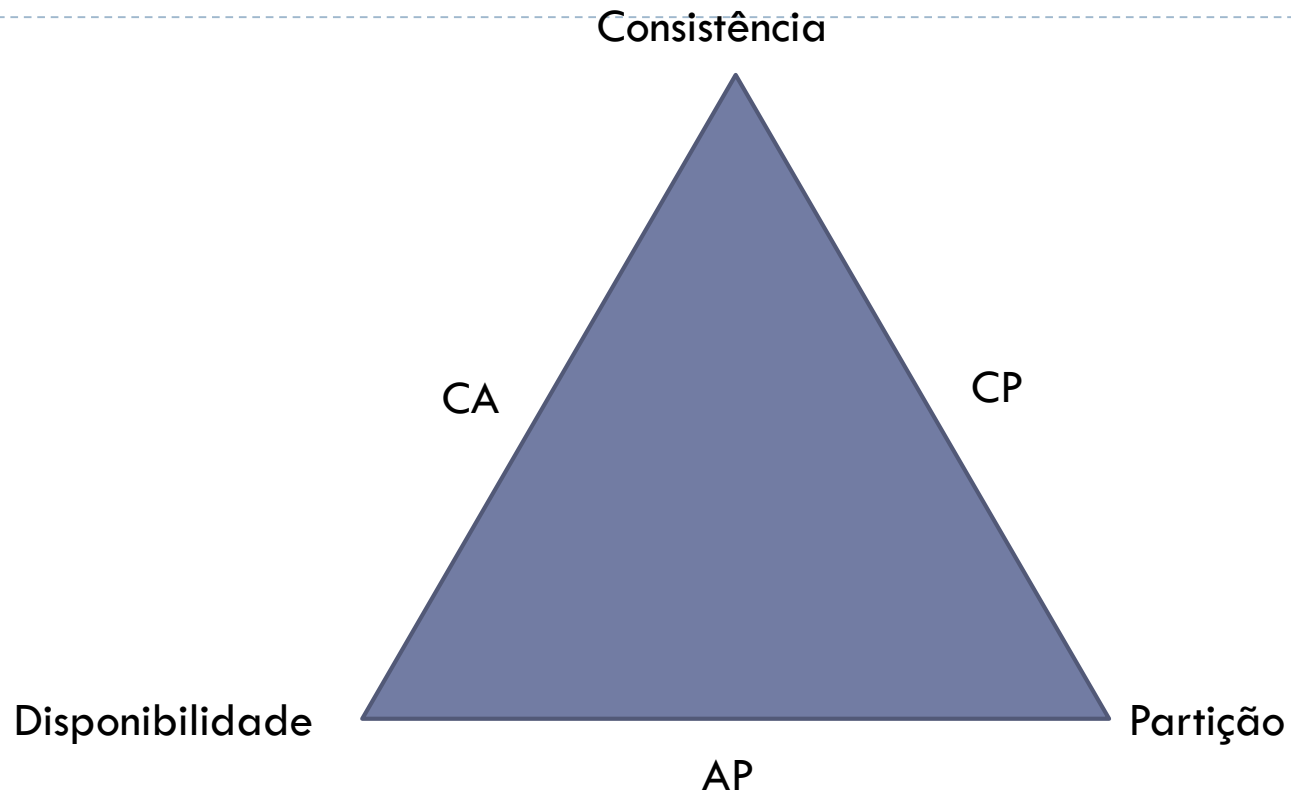 Consistência
CA
CP
Disponibilidade
Partição
AP